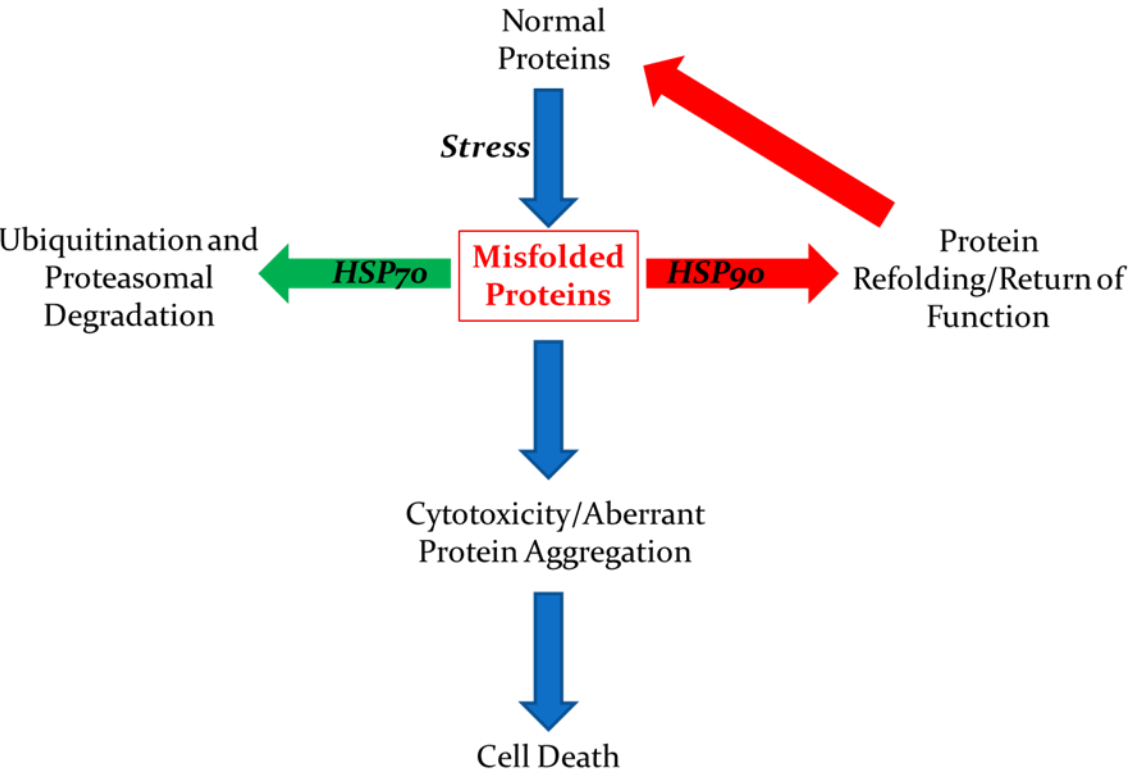 Normal
Proteins
Stress
Ubiquitination and
Proteasomal
Degradation
HSP70
Misfolded
Proteins
HSP90
Protein
Refolding/Return of
Function
Cytotoxicity/Aberrant
Protein Aggregation
Cell Death